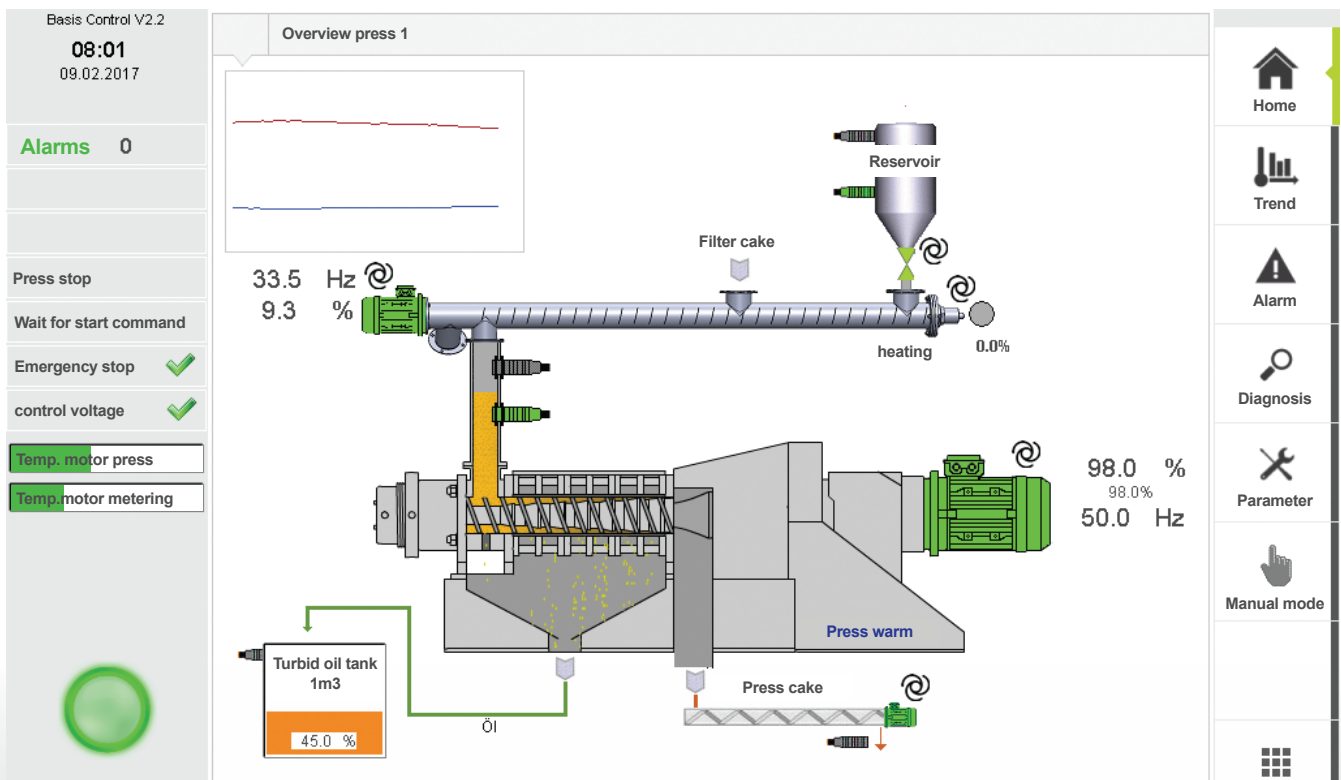 Basis Control V2.2
08:01
09.02.2017
Alarms 0
Press stop
Wait for start command
Emergency stop
control voltage
Temp. motor press
Temp.motor metering
Overview press 1
Reservoir
Filter cake
33.5 Hz
9.3 %
heating
0.0%
98.0 %
98.0%
50.0 Hz
Press warm
Turbid oil tank
1m3
45.0 %
Öl
Press cake
Home
Trend
Alarm
Diagnosis
Parameter
Manual mode